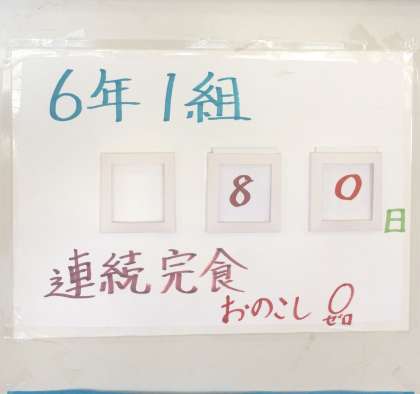 6年1組
80日
連続完食
おのこし0
ゼロ